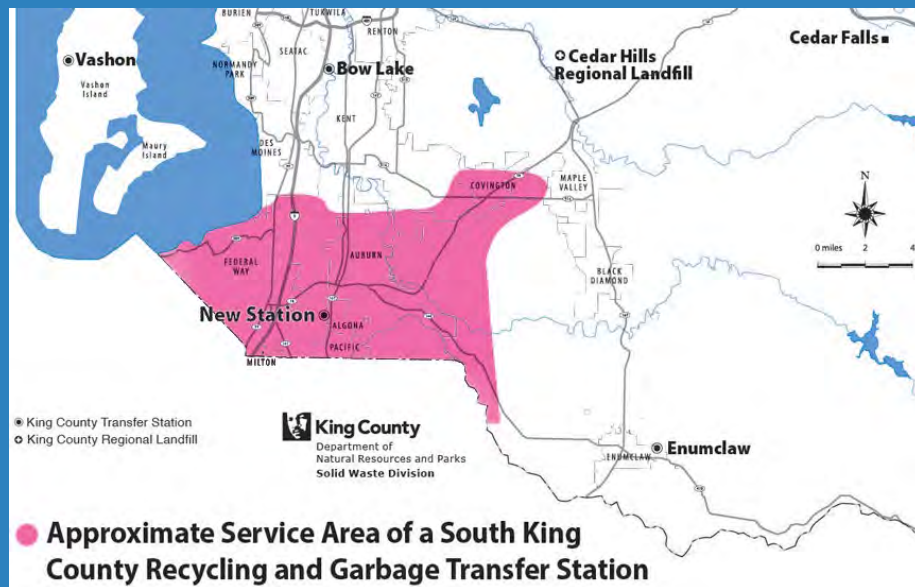 BURIEN
TUKWILA
RENTON
SEATAC
Vashon
Vashon
Island
NORMANDY
PARK
Bow Lake
Cedar Hills
Regional Landfill
Cedar Falls
KENT
Maury
Island
DES
MOINES
COVINGTON
MAPLE
VALLEY
N
0 miles 2 4
FEDERAL
WAY
AUBURN
BLACK
DIAMOND
New Station
ALGONA
PACIFIC
MILTON
King County Transfer Station
King County Regional Landfill
King County
Department of
Natural Resources and Parks
Solid Waste Division
Enumclaw
ENUMCLAW
Approximate Service Area of a South King
County Recycling and Garbage Transfer Station